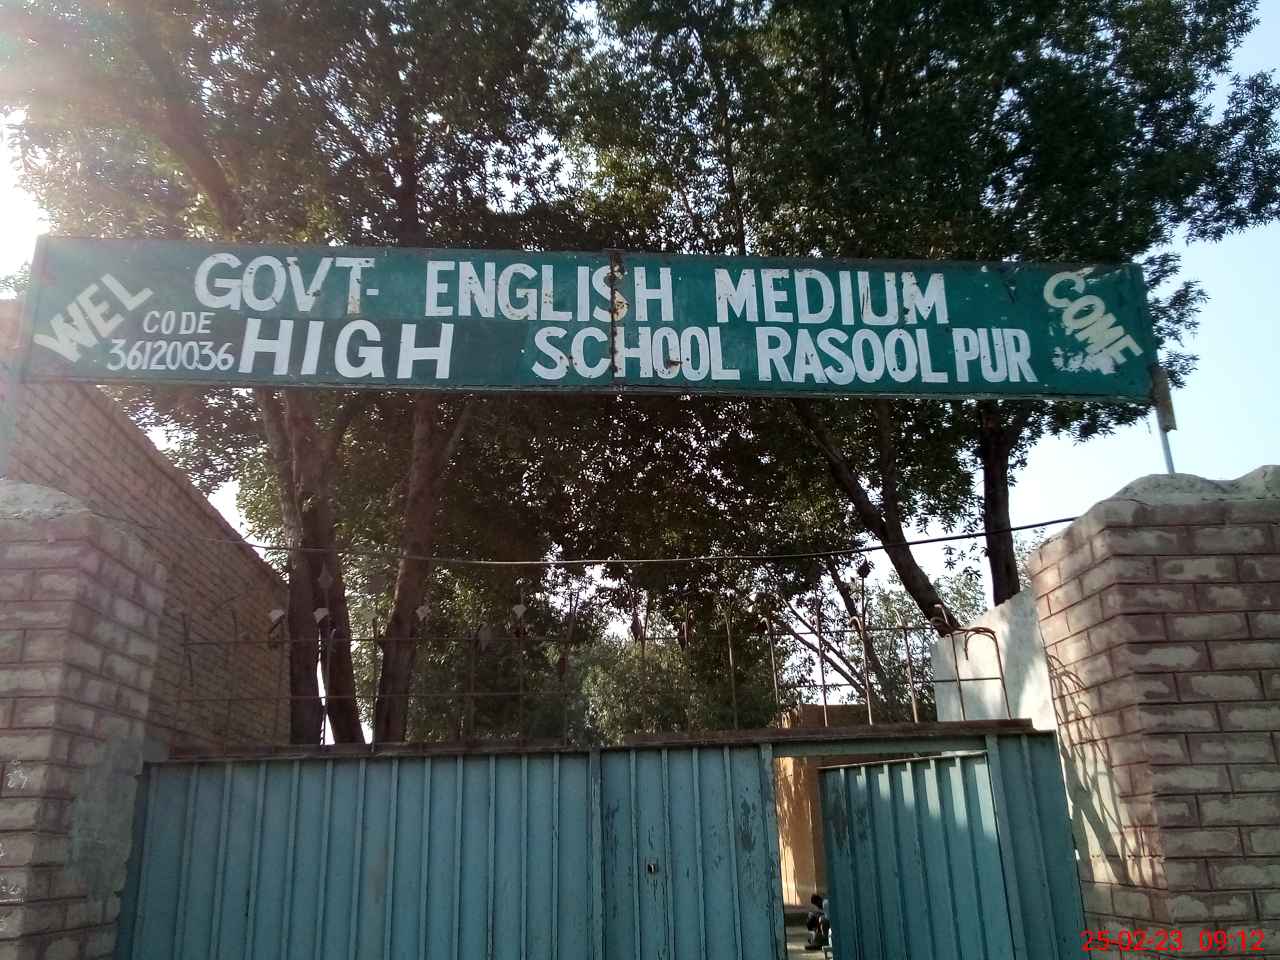 WEL COME
GOVT- ENGLISH MEDIUM
CODE
36120036
HIGH SCHOOL RASOOL PUR
25-02-23 09:12